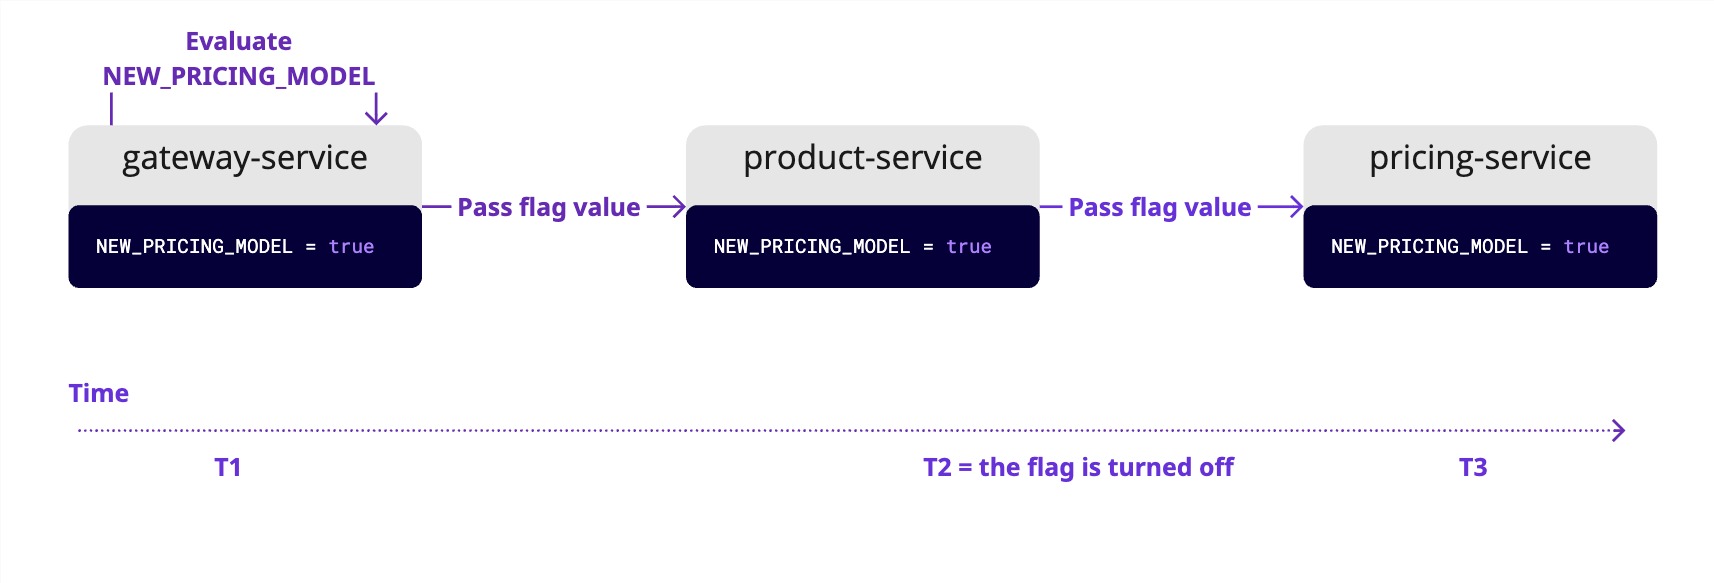 Evaluate
NEW_PRICING_MODEL
gateway-service
product-service
pricing-service
Pass flag value
Pass flag value
NEW_PRICING_MODEL = true
NEW_PRICING_MODEL = true
NEW_PRICING_MODEL = true
Time
T1
T2 = the flag is turned off
T3